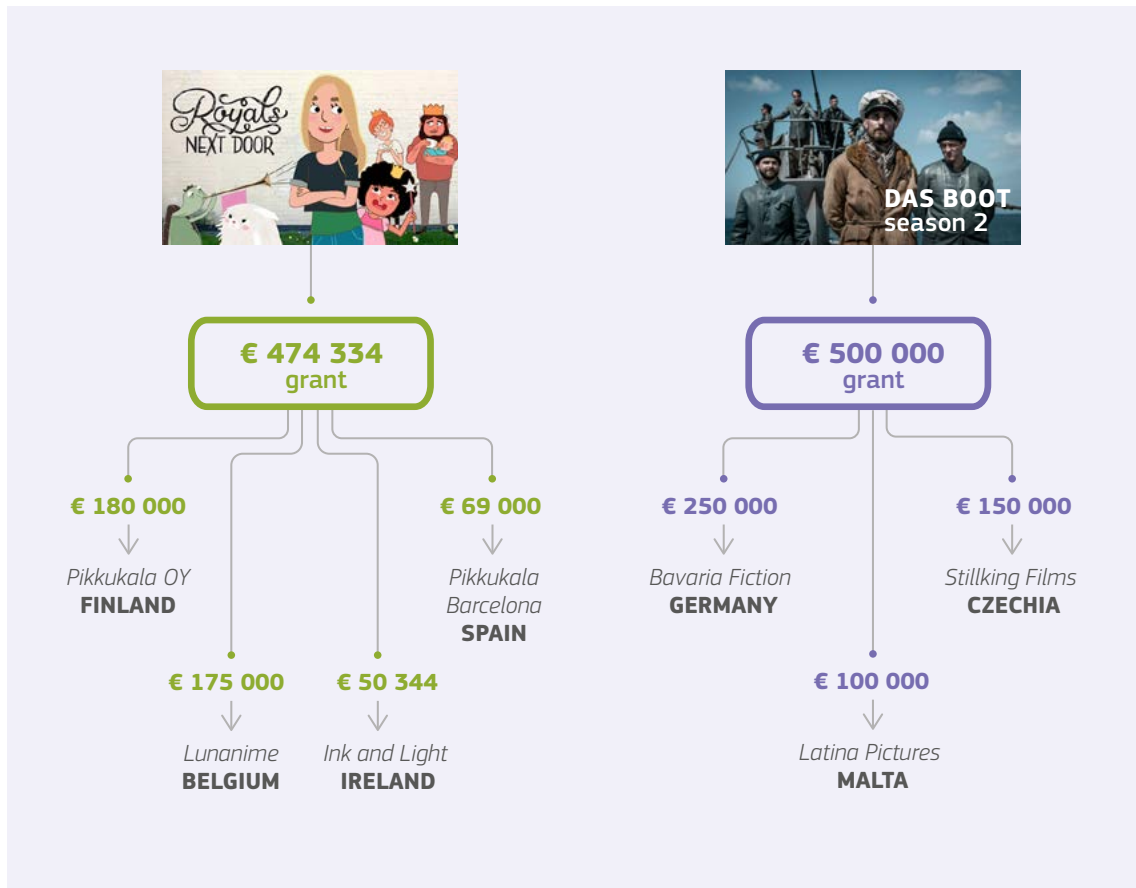 Royals
NEXT DOOR
DAS BOOT
season 2
€ 474 334
grant
€ 500 000
grant
€ 180 000
Pikkukala OY
FINLAND
€ 69 000
Pikkukala
Barcelona
SPAIN
€ 175 000
Lunanime
BELGIUM
€ 50 344
Ink and Light
IRELAND
€ 250 000
Bavaria Fiction
GERMANY
€ 150 000
Stillking Films
CZECHIA
€ 100 000
Latina Pictures
MALTA